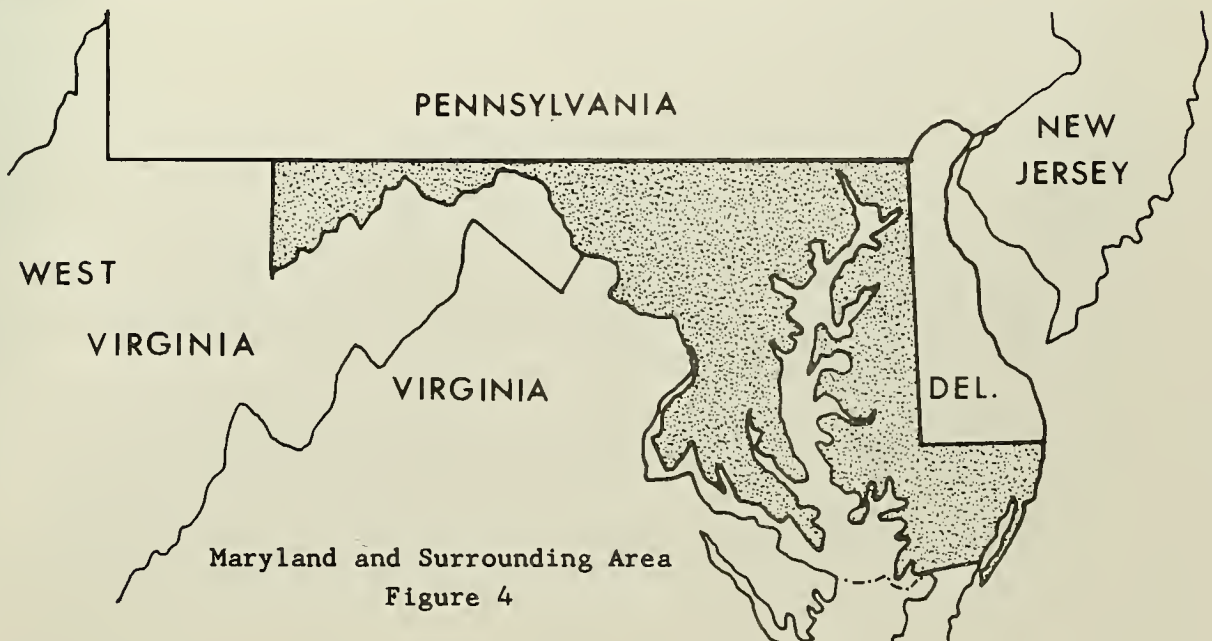 PENNSYLVANIA
NEW
JERSEY
WEST
VIRGINIA
VIRGINIA
DEL.
Maryland and Surrounding Area
Figure 4